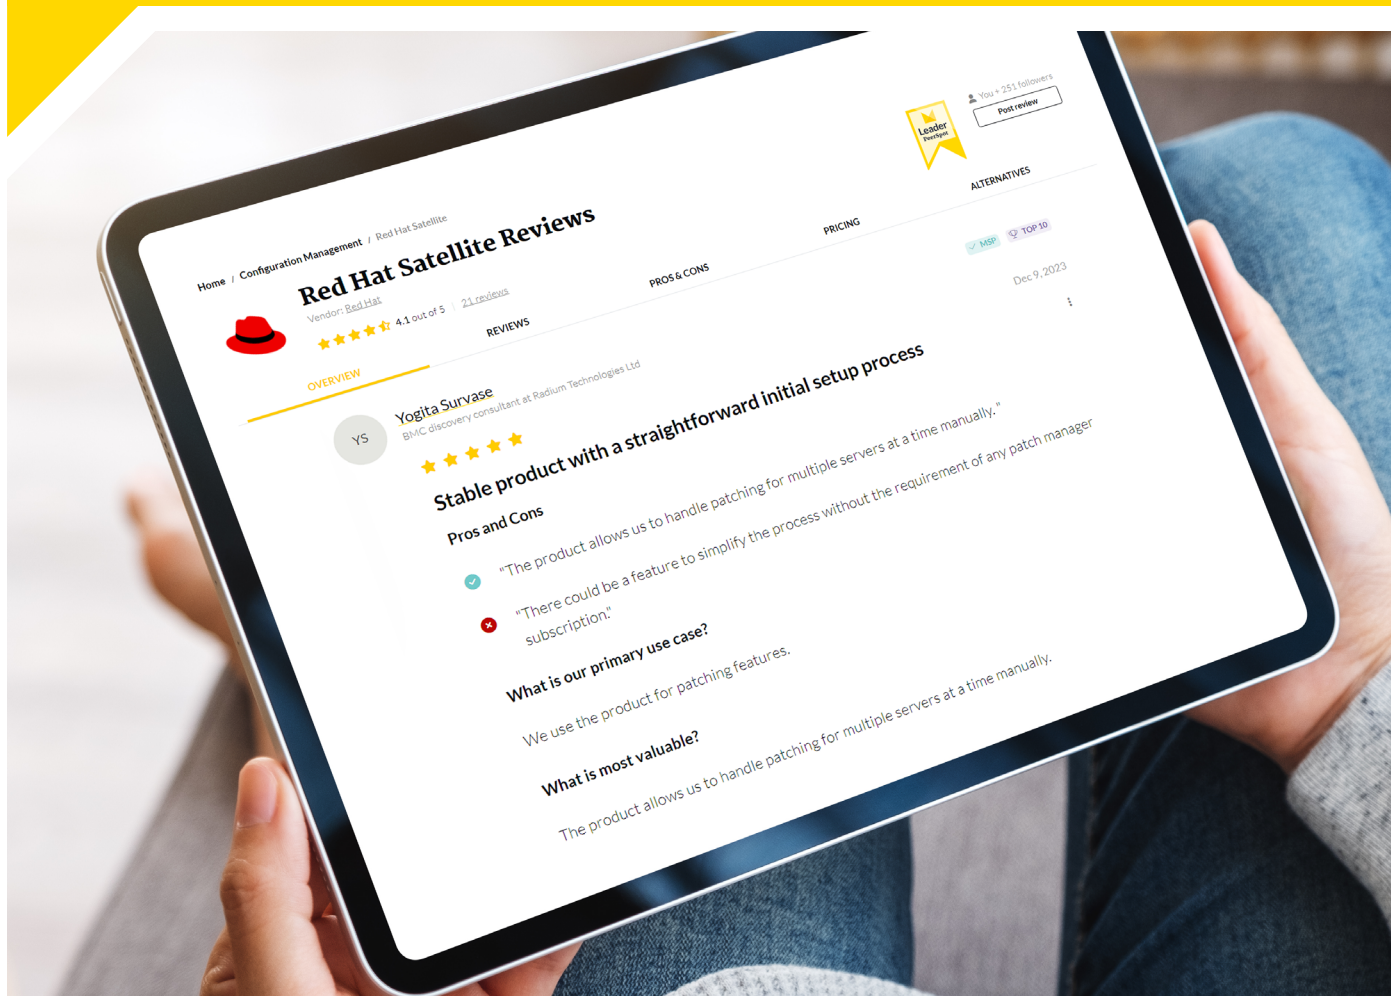 You + 251 followers
Leader
PeerSpot
Post review
Home / Configuration Management / Red Hat Satellite
Red Hat Satellite Reviews
Vendor: Red Hat
4.1 out of 5 | 21 reviews
OVERVIEW
REVIEWS
PROS & CONS
PRICING
ALTERNATIVES
MSP
TOP 10
YS
Yogita Survase
BMC discovery consultant at Radium Technologies Ltd
Dec 9, 2023
Stable product with a straightforward initial setup process
Pros and Cons
"The product allows us to handle patching for multiple servers at a time manually."
"There could be a feature to simplify the process without the requirement of any patch manager
subscription."
What is our primary use case?
We use the product for patching features.
What is most valuable?
The product allows us to handle patching for multiple servers at a time manually.